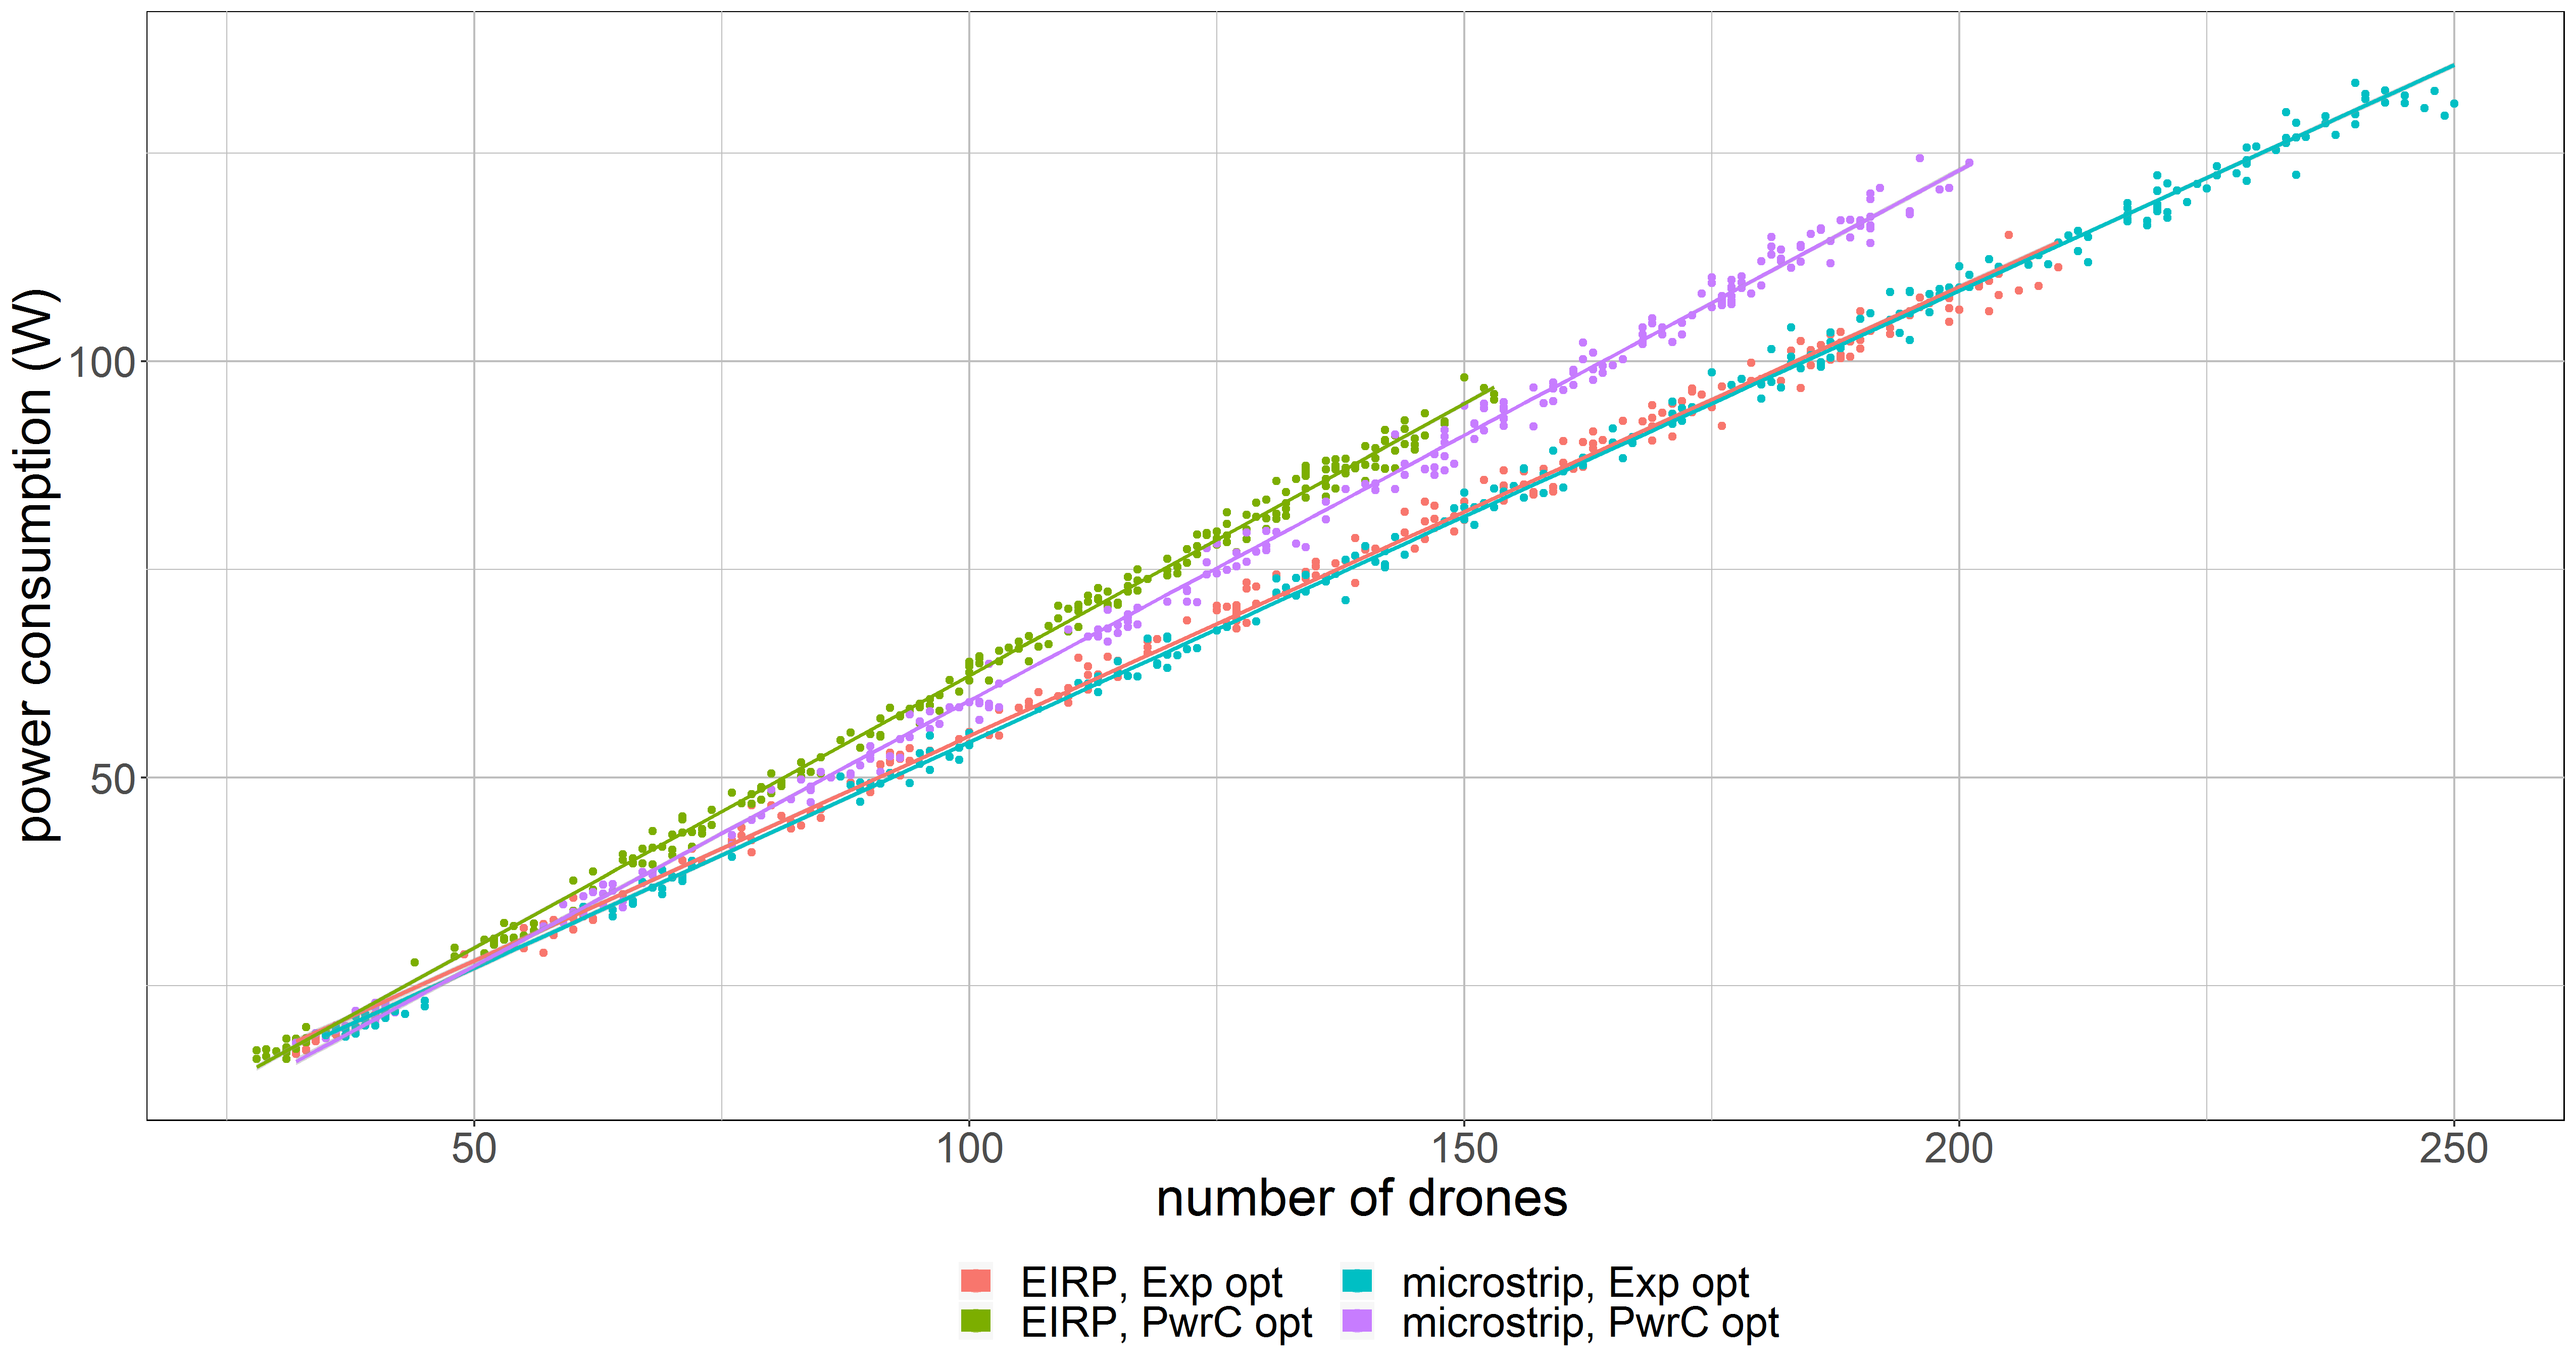 power consumption (W)
100
50
50
100
150
200
250
number of drones
EIRP, Exp opt
microstrip, Exp opt
EIRP, PwrC opt
microstrip, PwrC opt